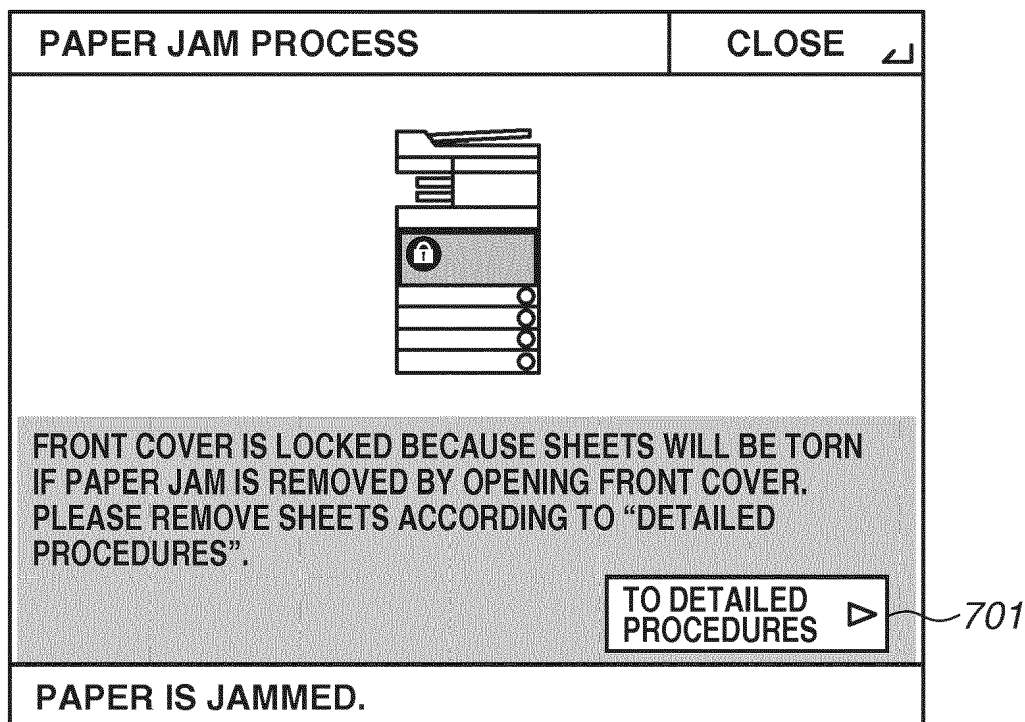 PAPER JAM PROCESS
CLOSE
FRONT COVER IS LOCKED BECAUSE SHEETS WILL BE TORN
IF PAPER JAM IS REMOVED BY OPENING FRONT COVER.
PLEASE REMOVE SHEETS ACCORDING TO “DETAILED
PROCEDURES”.
TO DETAILED
PROCEDURES
701
PAPER IS JAMMED.